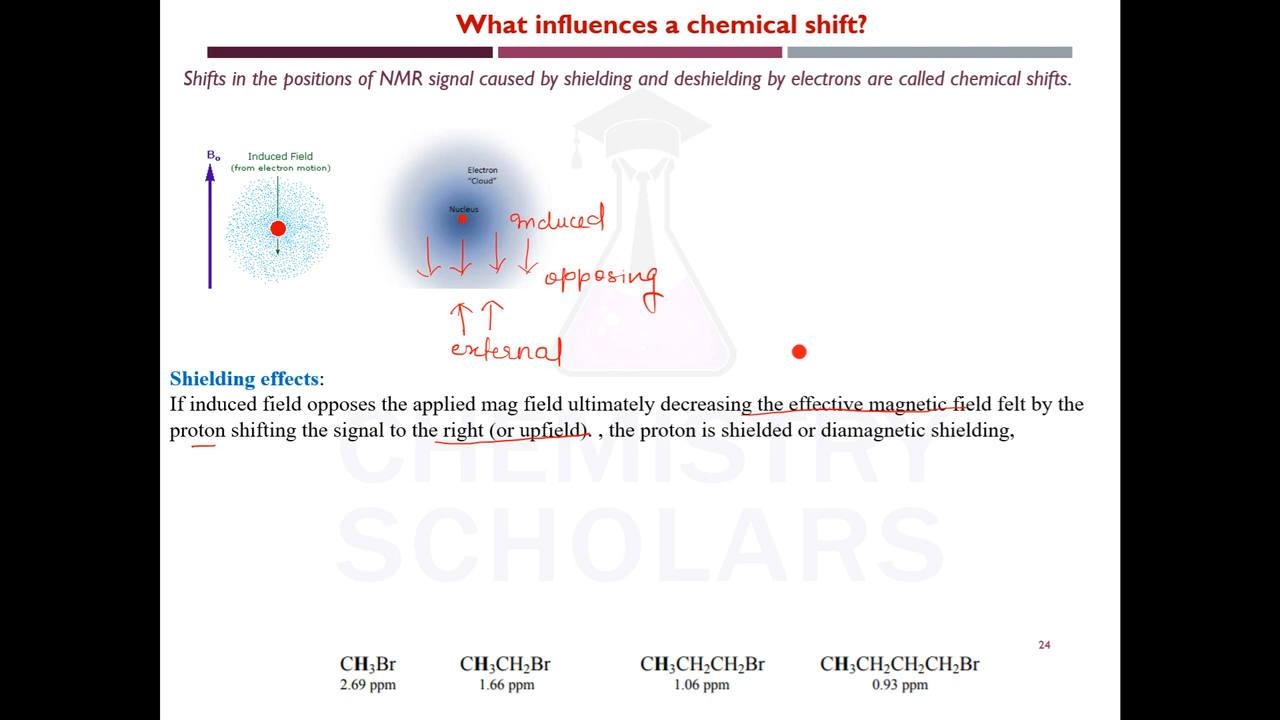 What influences a chemical shift?
Shifts in the positions of NMR signal caused by shielding and deshielding by electrons are called chemical shifts.
B₀
Induced Field
(from electron motion)
Electron
"Cloud"
Nucleus
induced
opposing
external
Shielding effects:
If induced field opposes the applied mag field ultimately decreasing the effective magnetic field felt by the
proton shifting the signal to the right (or upfield). , the proton is shielded or diamagnetic shielding,
CHEMISTRY
SCHOLARS
24
CH₃Br CH₃CH₂Br CH₃CH₂CH₂Br CH₃CH₂CH₂CH₂Br
2.69 ppm 1.66 ppm 1.06 ppm 0.93 ppm